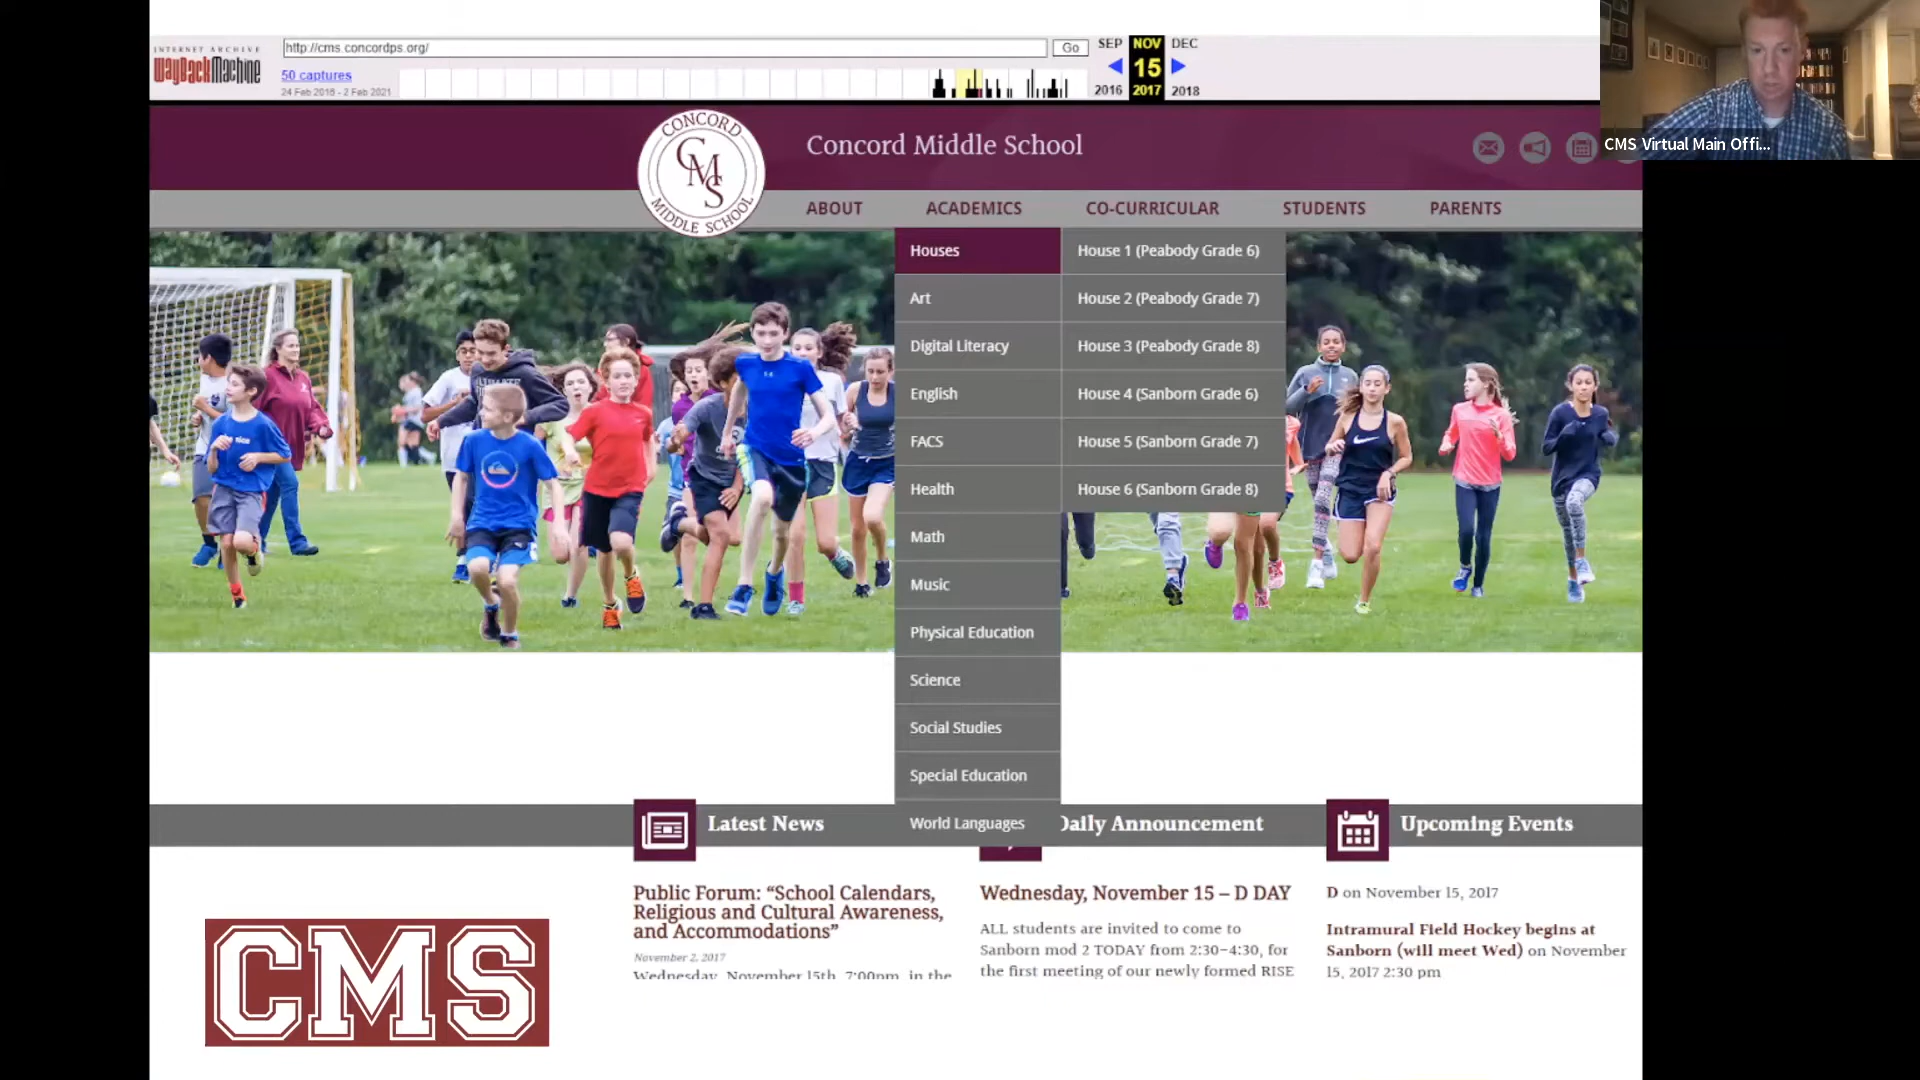 INTERNET ARCHIVE
WayBackMachine
http://cms.concordps.org/
Go
SEP NOV DEC
50 captures
15
24 Feb 2016 - 2 Feb 2021
2016 2017 2018
CMS Virtual Main Offi...
CONCORD
CMS
MIDDLE SCHOOL
Concord Middle School
ABOUT ACADEMICS CO-CURRICULAR STUDENTS PARENTS
Houses
Art
Digital Literacy
English
FACS
Health
Math
Music
Physical Education
Science
Social Studies
Special Education
World Languages
House 1 (Peabody Grade 6)
House 2 (Peabody Grade 7)
House 3 (Peabody Grade 8)
House 4 (Sanborn Grade 6)
House 5 (Sanborn Grade 7)
House 6 (Sanborn Grade 8)
Latest News
Public Forum: “School Calendars,
Religious and Cultural Awareness,
and Accommodations”
November 2, 2017
Wednesday, November 15th, 7:00pm, in the
Daily Announcement
Wednesday, November 15 – D DAY
ALL students are invited to come to
Sanborn mod 2 TODAY from 2:30-4:30, for
the first meeting of our newly formed RISE
Upcoming Events
D on November 15, 2017
Intramural Field Hockey begins at
Sanborn (will meet Wed) on November
15, 2017 2:30 pm
CMS